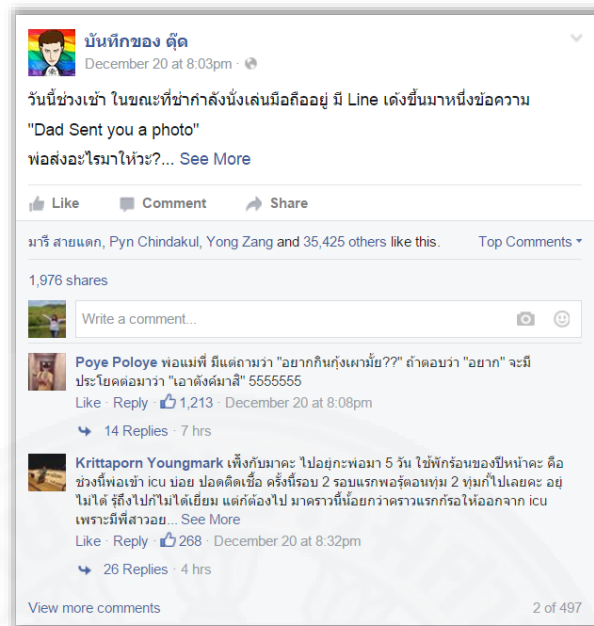 บันทึกของ ตุ๊ด
December 20 at 8:03pm ·
วันนี้ช่วงเช้า ในขณะที่ช่ากำลังนั่งเล่นมือถืออยู่ มี Line เด้งขึ้นมาหนึ่งข้อความ
"Dad Sent you a photo"
พ่อส่งอะไรมาให้วะ?... See More
Like Comment Share
มารี สายแดก, Pyn Chindakul, Yong Zang and 35,425 others like this. Top Comments
1,976 shares
Write a comment...
Poye Poloye พ่อแม่พี่ มีแต่ถามว่า "อยากกินกุ้งเผามั้ย??" ถ้าตอบว่า "อยาก" จะมี
ประโยคต่อมาว่า "เอาตังค์มาสิ" 5555555
Like · Reply · 1,213 · December 20 at 8:08pm
14 Replies · 7 hrs
Krittaporn Youngmark เพิ่งกับมาคะ ไปอยู่กะพ่อมา 5 วัน ใช้พักร้อนของปีหน้าคะ คือ
ช่วงนี้พ่อเข้า icu บ่อย ปอดติดเชื้อ ครั้งนี้รอบ 2 รอบแรกพอรุ้ตอนทุ่ม 2 ทุ่มก้ไปเลยคะ อยุ่
ไม่ได้ รุ้ถึงไปก้ไม่ได้เยี่ยม แต่ก้ต้องไป มาคราวนี้น้อยกว่าคราวแรกก้รอให้ออกจาก icu
เพราะมีพี่สาวอย... See More
Like · Reply · 268 · December 20 at 8:32pm
26 Replies · 4 hrs
View more comments 2 of 497